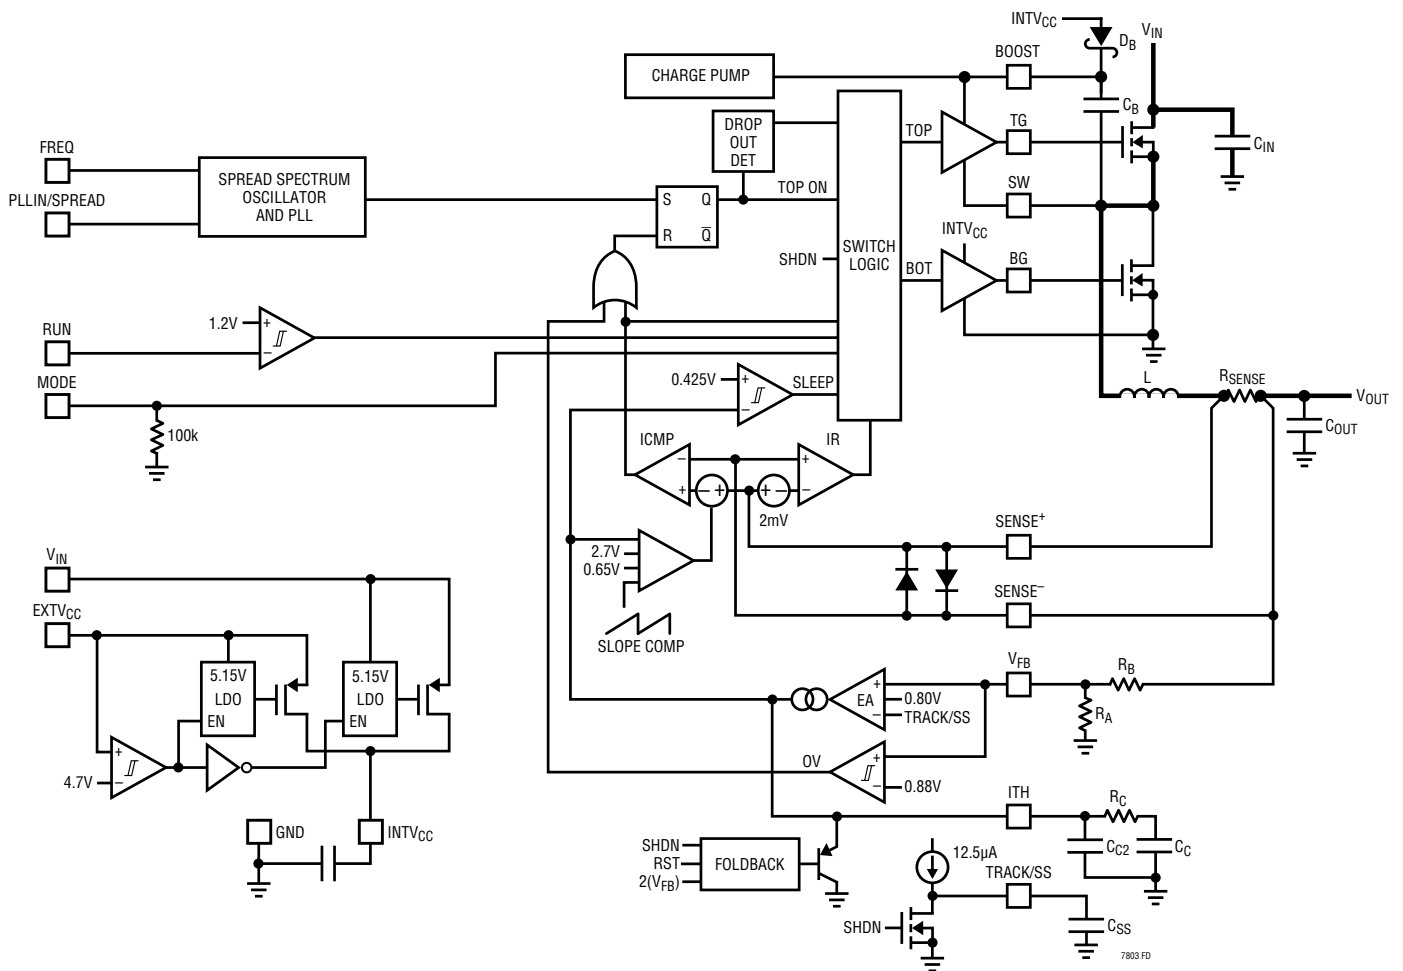 INTVCC
VIN
DB
BOOST
CHARGE PUMP
CB
DROP
OUT
DET
TOP
TG
CIN
FREQ
PLLIN/SPREAD
SPREAD SPECTRUM
OSCILLATOR
AND PLL
S
Q
R
Q̅
TOP ON
SW
SWITCH
LOGIC
SHDN
INTVCC
BOT
BG
RUN
1.2V
+
–
MODE
100k
0.425V
+
–
SLEEP
L
RSENSE
VOUT
COUT
ICMP
–
+
– +
+ –
2mV
IR
+
–
SENSE+
SENSE–
2.7V
0.65V
SLOPE COMP
VIN
EXTVCC
5.15V
LDO
EN
5.15V
LDO
EN
4.7V
+
–
GND
INTVCC
VFB
RB
RA
EA
+
–
0.80V
TRACK/SS
OV
+
–
0.88V
ITH
RC
CC2
CC
SHDN
RST
2(VFB)
FOLDBACK
12.5µA
TRACK/SS
SHDN
CSS
7803 FD